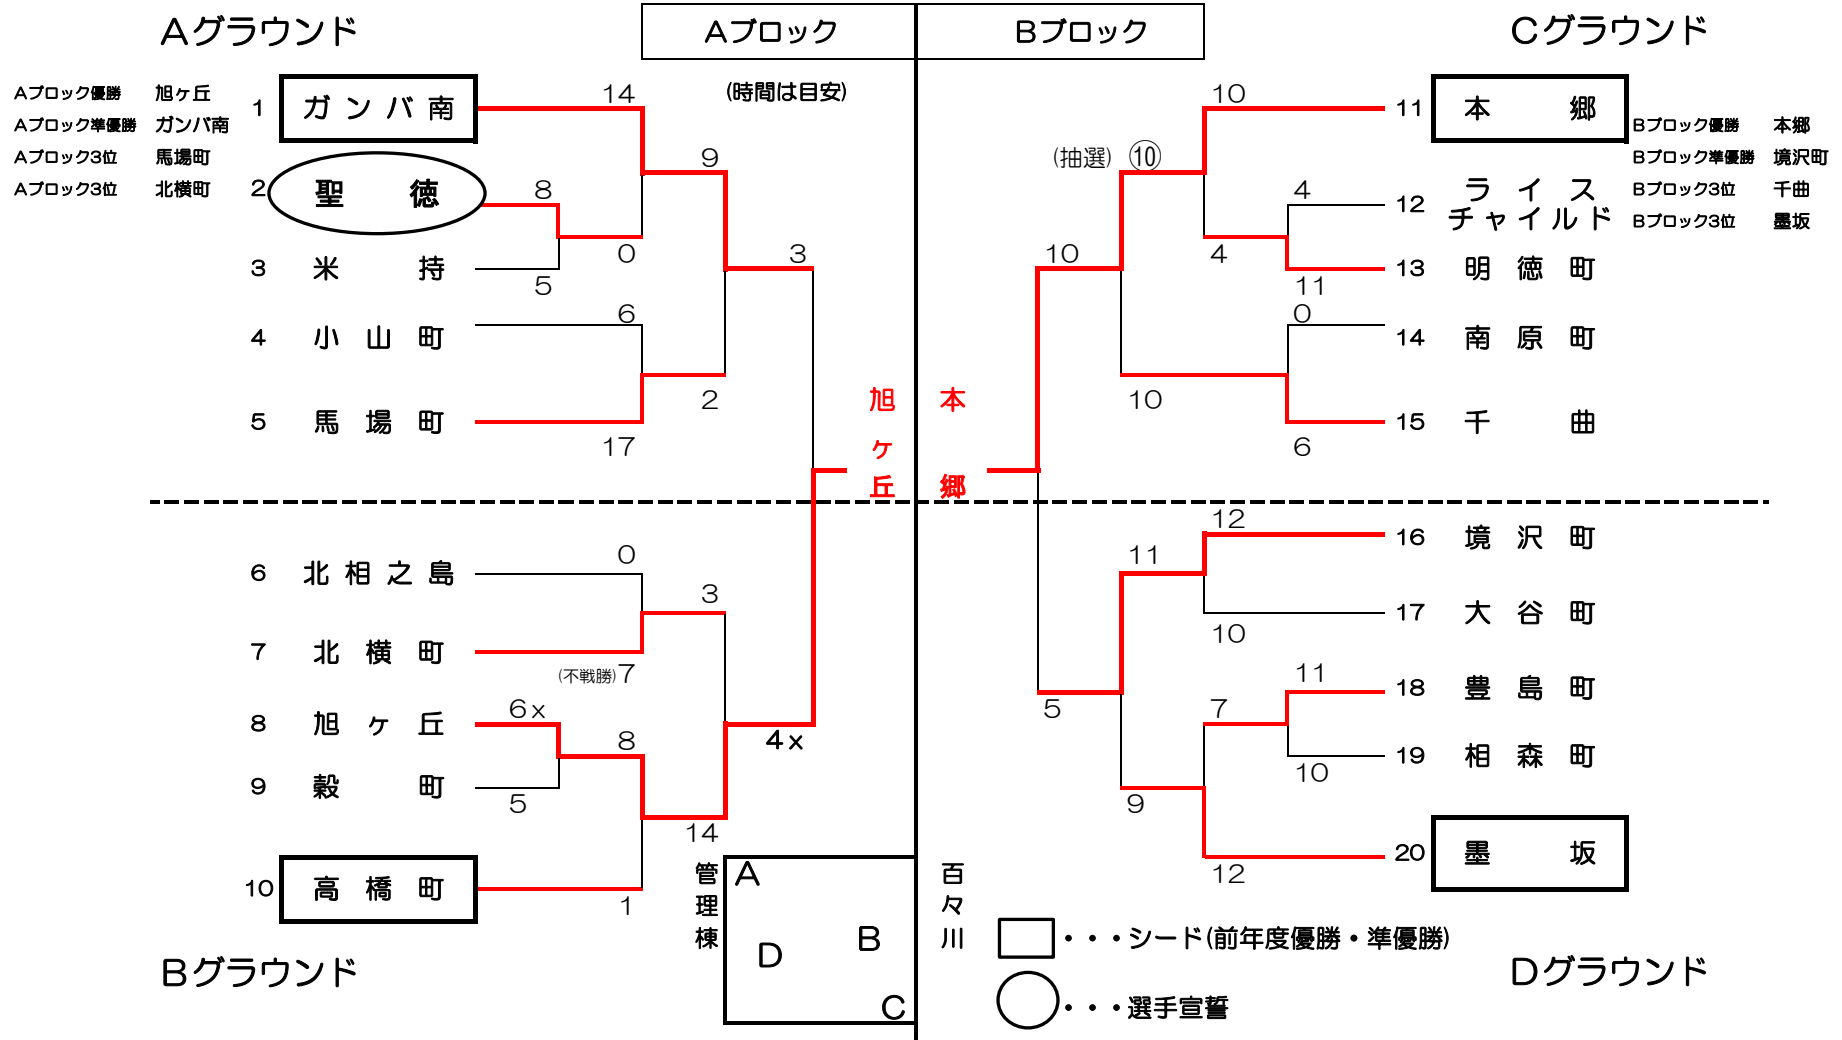 Aグラウンド
Aブロック
Bブロック
Cグラウンド
(時間は目安)
Aブロック優勝 旭ヶ丘
Aブロック準優勝 ガンバ南
Aブロック3位 馬場町
Aブロック3位 北横町
1 ガンバ南
14
9
2 聖徳
8
0
3
3 米持
5
4 小山町
6
2
5 馬場町
17
旭ヶ丘
6 北相之島
0
3
7 北横町
(不戦勝)7
8 旭ヶ丘
6x
8
4x
9 穀町
5
14
10 高橋町
1
Bグラウンド
10
11 本郷
Bブロック優勝 本郷
Bブロック準優勝 境沢町
Bブロック3位 千曲
Bブロック3位 墨坂
(抽選) ⑩
4
12 ライスチャイルド
10
4
13 明徳町
11
0
14 南原町
10
15 千曲
6
本郷
12
16 境沢町
11
17 大谷町
10
11
18 豊島町
5
7
19 相森町
10
9
20 墨坂
12
管理棟
A
B
D
C
百々川
・・・シード(前年度優勝・準優勝)
・・・選手宣誓
Dグラウンド